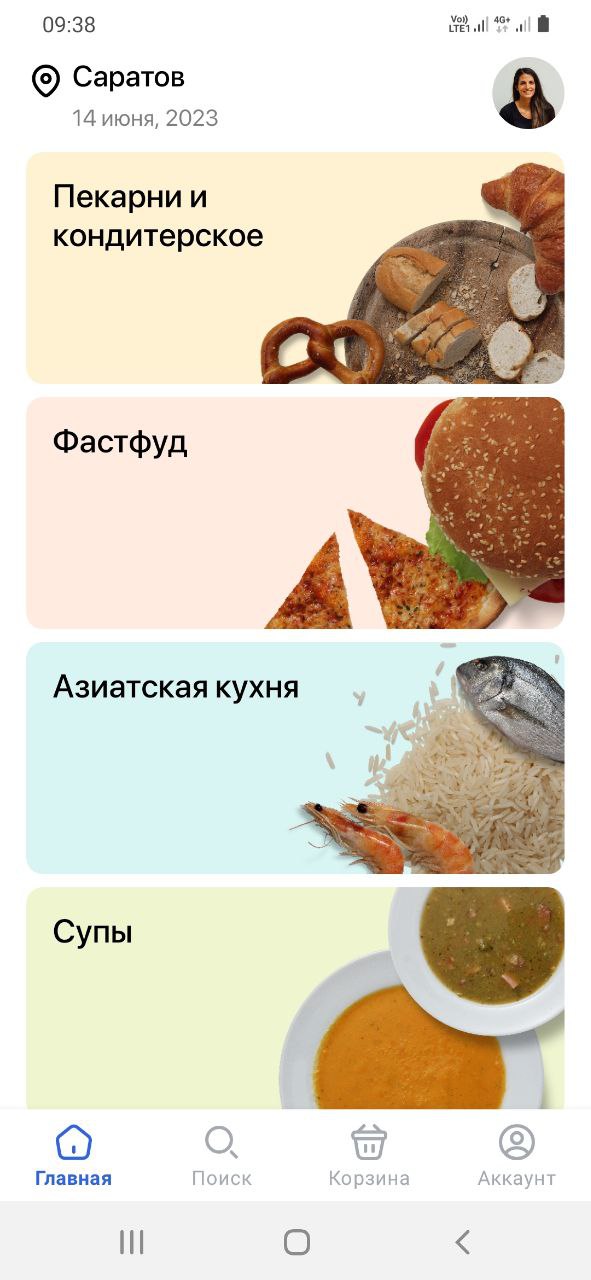 09:38
Vo)) LTE1 4G+
Саратов
14 июня, 2023
Пекарни и
кондитерское
Фастфуд
Азиатская кухня
Супы
Главная Поиск Корзина Аккаунт